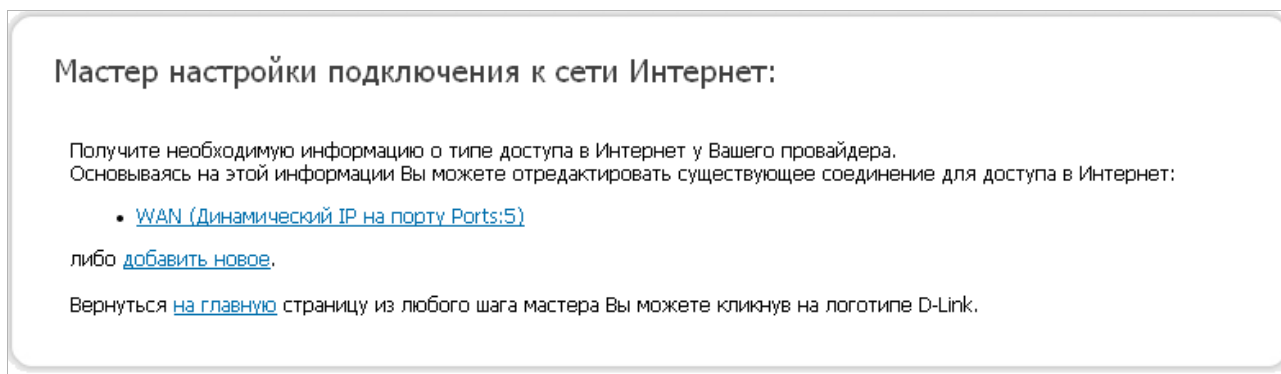 Мастер настройки подключения к сети Интернет:
Получите необходимую информацию о типе доступа в Интернет у Вашего провайдера.
Основываясь на этой информации Вы можете отредактировать существующее соединение для доступа в Интернет:
• WAN (Динамический IP на порту Ports:5)
либо добавить новое.
Вернуться на главную страницу из любого шага мастера Вы можете кликнув на логотипе D-Link.